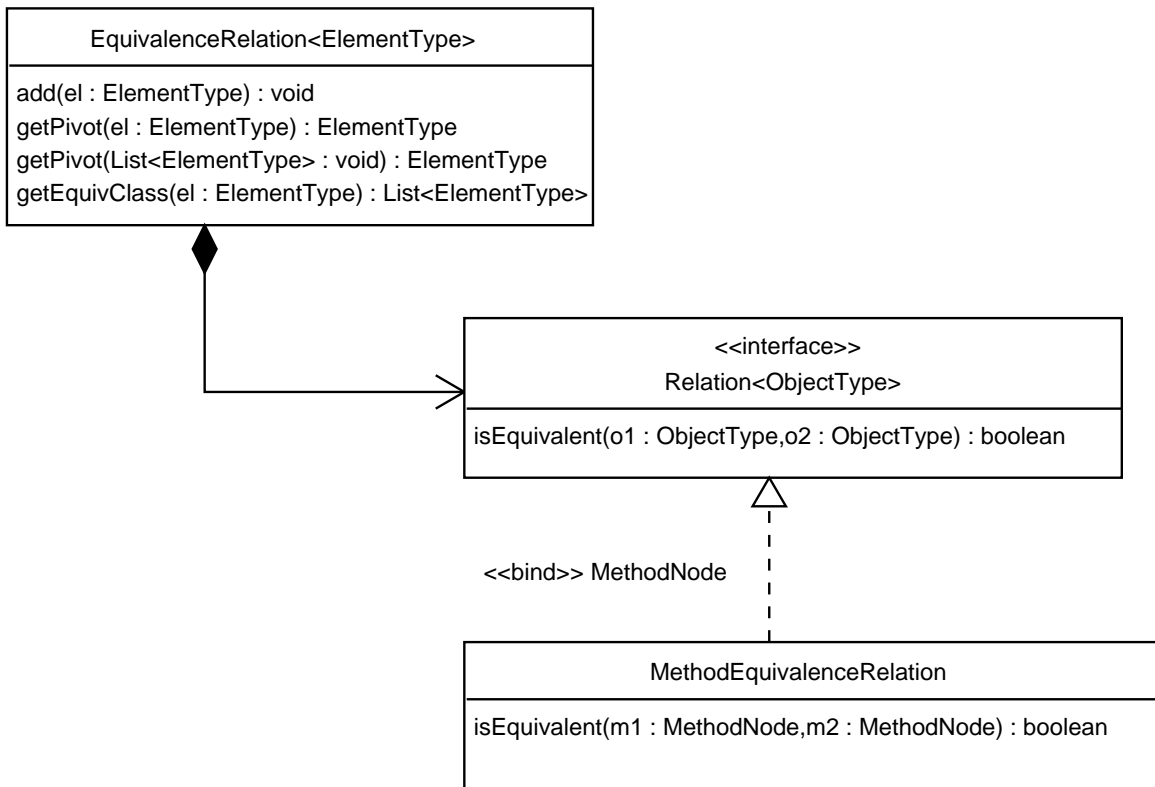 EquivalenceRelation<ElementType>
add(el : ElementType) : void
getPivot(el : ElementType) : ElementType
getPivot(List<ElementType> : void) : ElementType
getEquivClass(el : ElementType) : List<ElementType>
<<interface>>
Relation<ObjectType>
isEquivalent(o1 : ObjectType,o2 : ObjectType) : boolean
<<bind>> MethodNode
MethodEquivalenceRelation
isEquivalent(m1 : MethodNode,m2 : MethodNode) : boolean